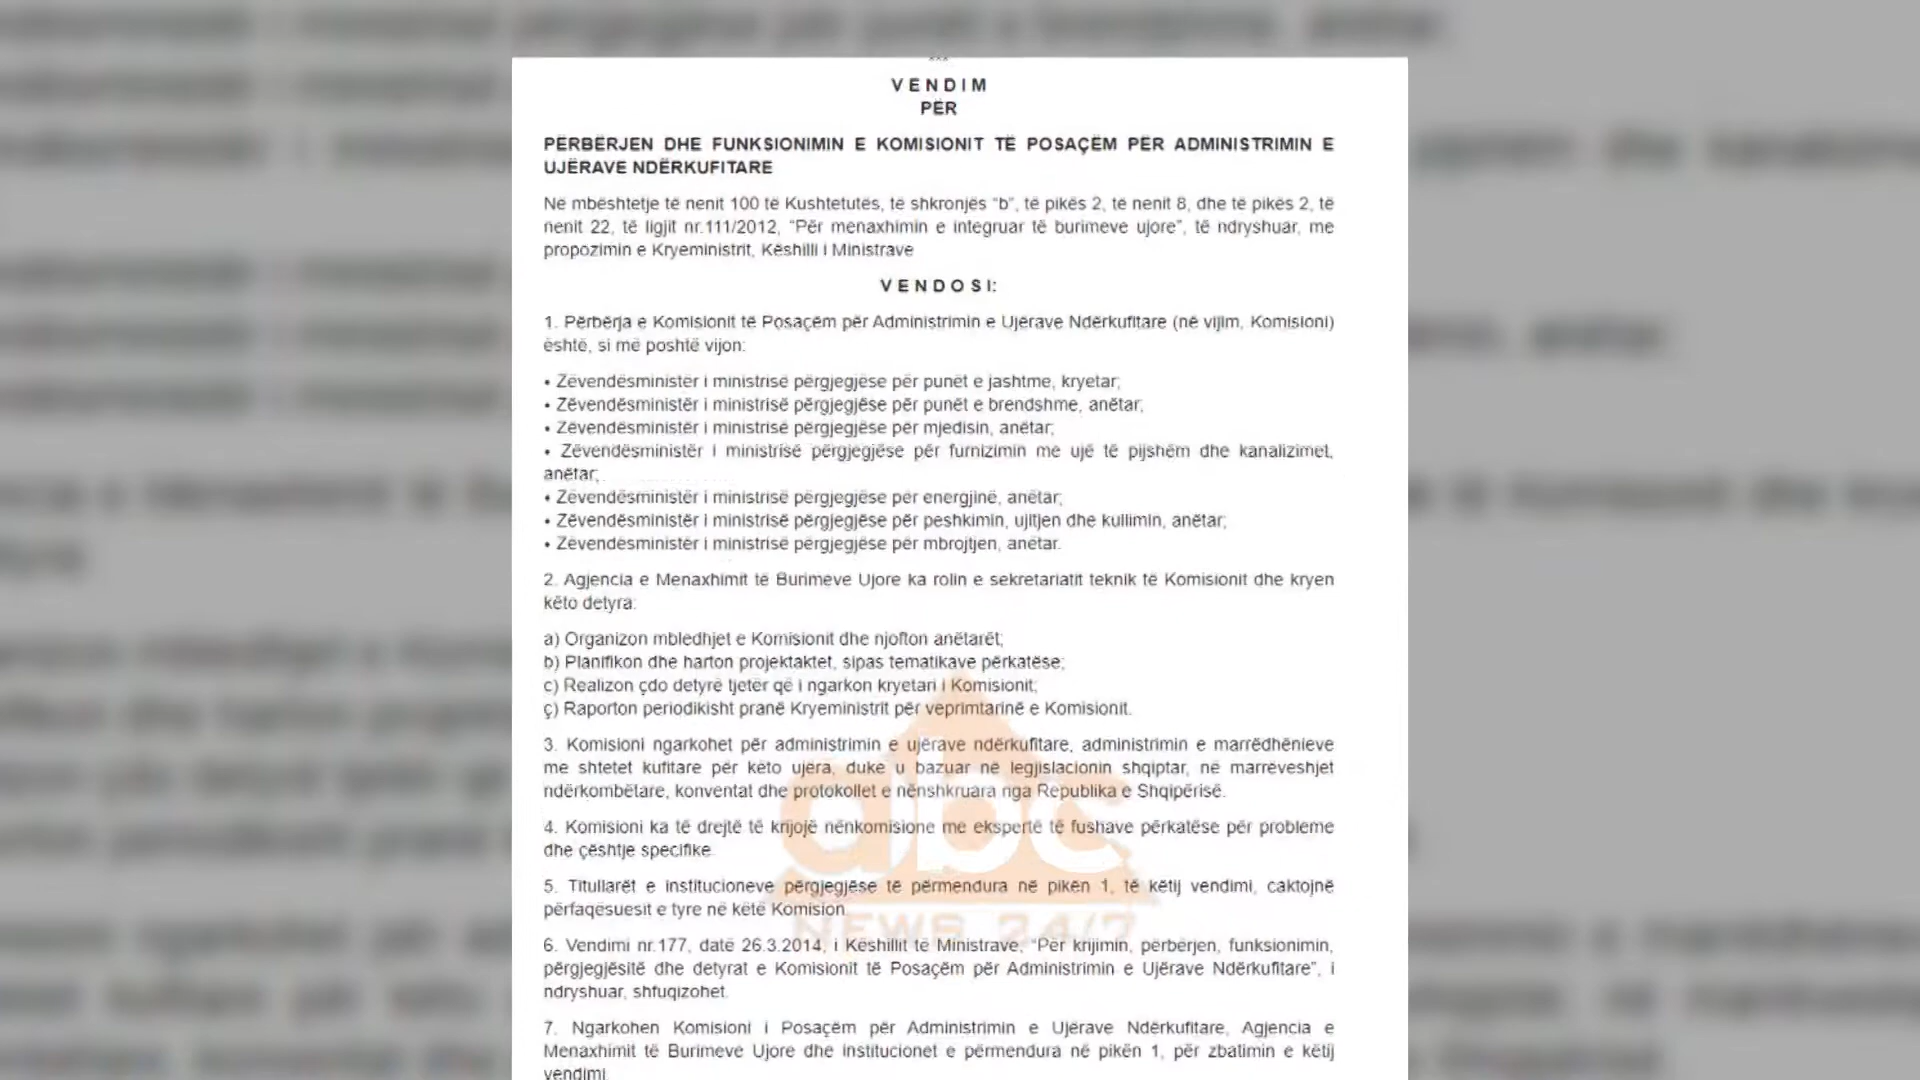 ***
VENDIM
PËR
PËRBËRJEN DHE FUNKSIONIMIN E KOMISIONIT TË POSAÇËM PËR ADMINISTRIMIN E
UJËRAVE NDËRKUFITARE
Në mbështetje të nenit 100 të Kushtetutës, të shkronjës “b”, të pikës 2, të nenit 8, dhe të pikës 2, të
nenit 22, të ligjit nr.111/2012, “Për menaxhimin e integruar të burimeve ujore”, të ndryshuar, me
propozimin e Kryeministrit, Këshilli i Ministrave
VENDOSI:
1. Përbërja e Komisionit të Posaçëm për Administrimin e Ujërave Ndërkufitare (në vijim, Komisioni)
është, si më poshtë vijon:
• Zëvendësministër i ministrisë përgjegjëse për punët e jashtme, kryetar;
• Zëvendësministër i ministrisë përgjegjëse për punët e brendshme, anëtar;
• Zëvendësministër i ministrisë përgjegjëse për mjedisin, anëtar;
• Zëvendësministër i ministrisë përgjegjëse për furnizimin me ujë të pijshëm dhe kanalizimet,
anëtar;
• Zëvendësministër i ministrisë përgjegjëse për energjinë, anëtar;
• Zëvendësministër i ministrisë përgjegjëse për peshkimin, ujitjen dhe kullimin, anëtar;
• Zëvendësministër i ministrisë përgjegjëse për mbrojtjen, anëtar.
2. Agjencia e Menaxhimit të Burimeve Ujore ka rolin e sekretariatit teknik të Komisionit dhe kryen
këto detyra:
a) Organizon mbledhjet e Komisionit dhe njofton anëtarët;
b) Planifikon dhe harton projektaktet, sipas tematikave përkatëse;
c) Realizon çdo detyrë tjetër që i ngarkon kryetari i Komisionit;
ç) Raporton periodikisht pranë Kryeministrit për veprimtarinë e Komisionit.
3. Komisioni ngarkohet për administrimin e ujërave ndërkufitare, administrimin e marrëdhënieve
me shtetet kufitare për këto ujëra, duke u bazuar në legjislacionin shqiptar, në marrëveshjet
ndërkombëtare, konventat dhe protokollet e nënshkruara nga Republika e Shqipërisë.
4. Komisioni ka të drejtë të krijojë nënkomisione me ekspertë të fushave përkatëse për probleme
dhe çështje specifike.
5. Titullarët e institucioneve përgjegjëse të përmendura në pikën 1, të këtij vendimi, caktojnë
përfaqësuesit e tyre në këtë Komision.
6. Vendimi nr.177, datë 26.3.2014, i Këshillit të Ministrave, “Për krijimin, përbërjen, funksionimin,
përgjegjësitë dhe detyrat e Komisionit të Posaçëm për Administrimin e Ujërave Ndërkufitare”, i
ndryshuar, shfuqizohet.
7. Ngarkohen Komisioni i Posaçëm për Administrimin e Ujërave Ndërkufitare, Agjencia e
Menaxhimit të Burimeve Ujore dhe institucionet e përmendura në pikën 1, për zbatimin e këtij
vendimi.
abc
NEWS 24/7